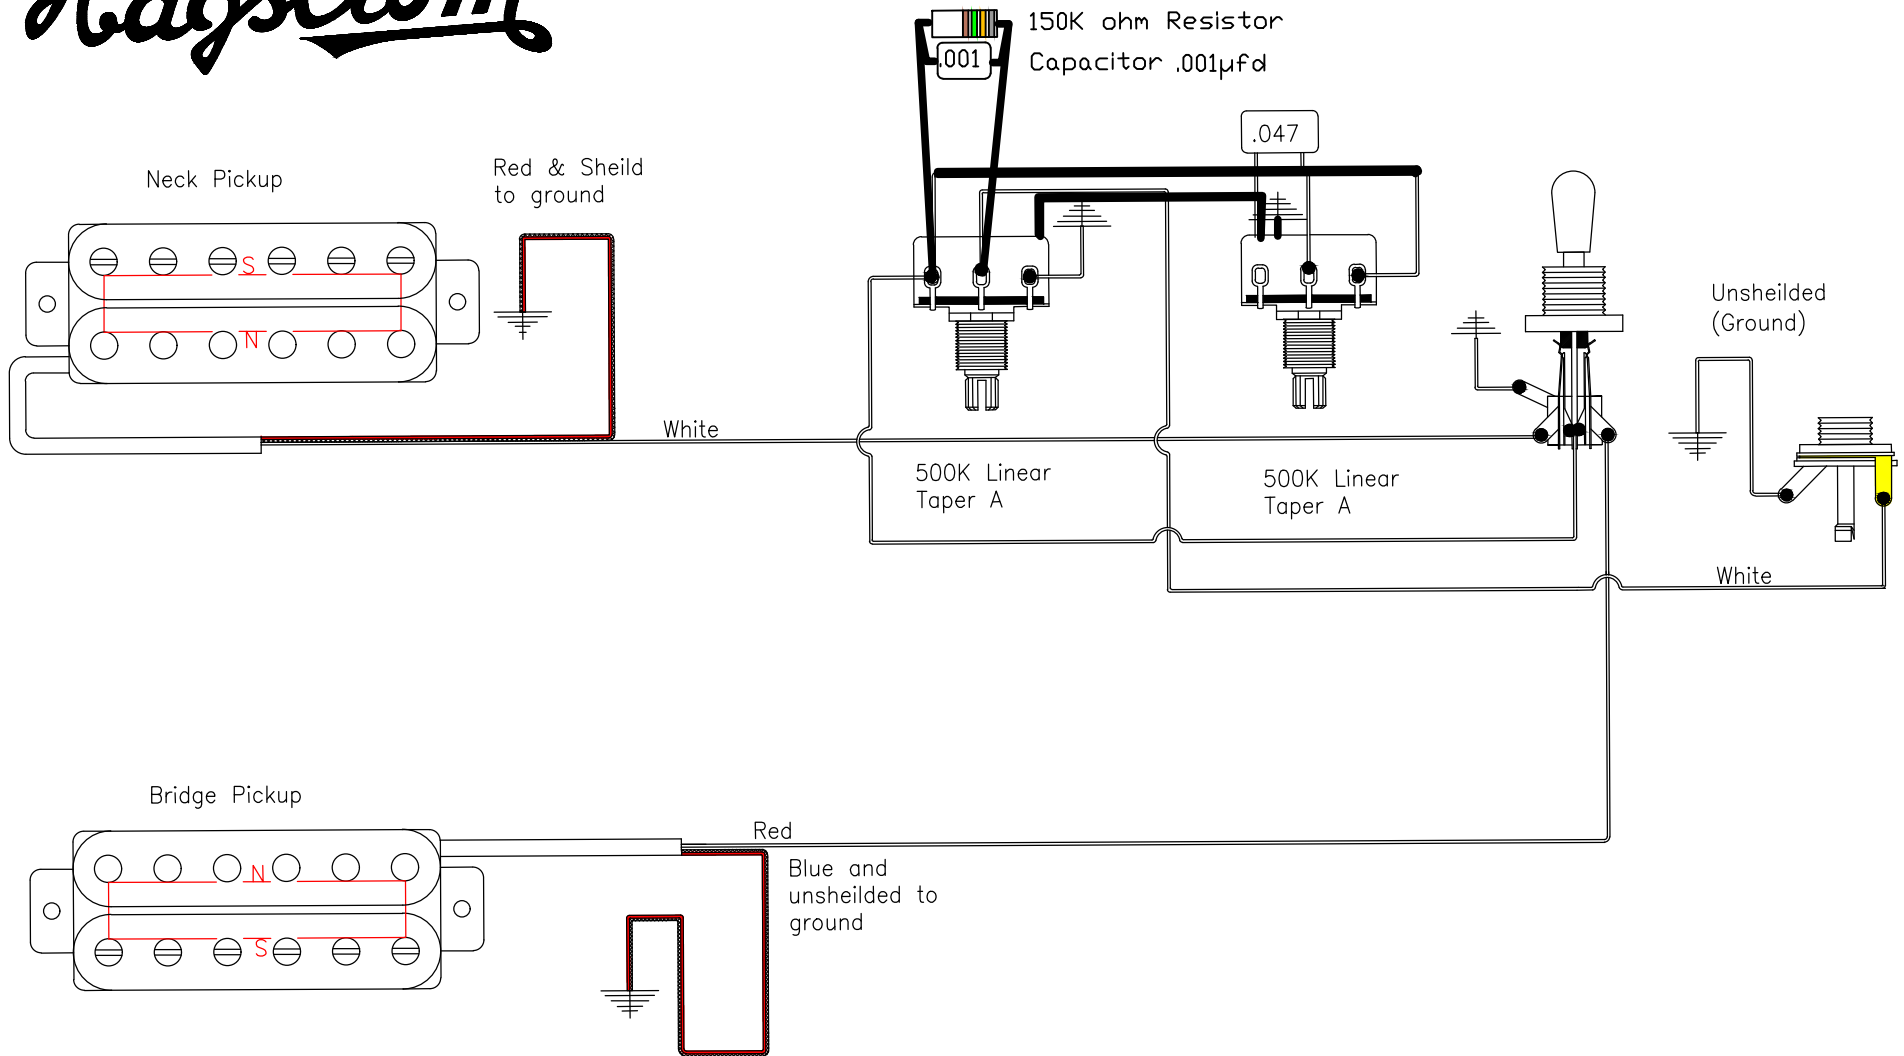 Hagstrom
150K ohm Resistor
.001
Capacitor .001µfd
.047
Neck Pickup
Red & Sheild
to ground
S
N
Unsheilded
(Ground)
White
500K Linear
Taper A
500K Linear
Taper A
White
Bridge Pickup
Red
Blue and
unsheilded to
ground
N
S